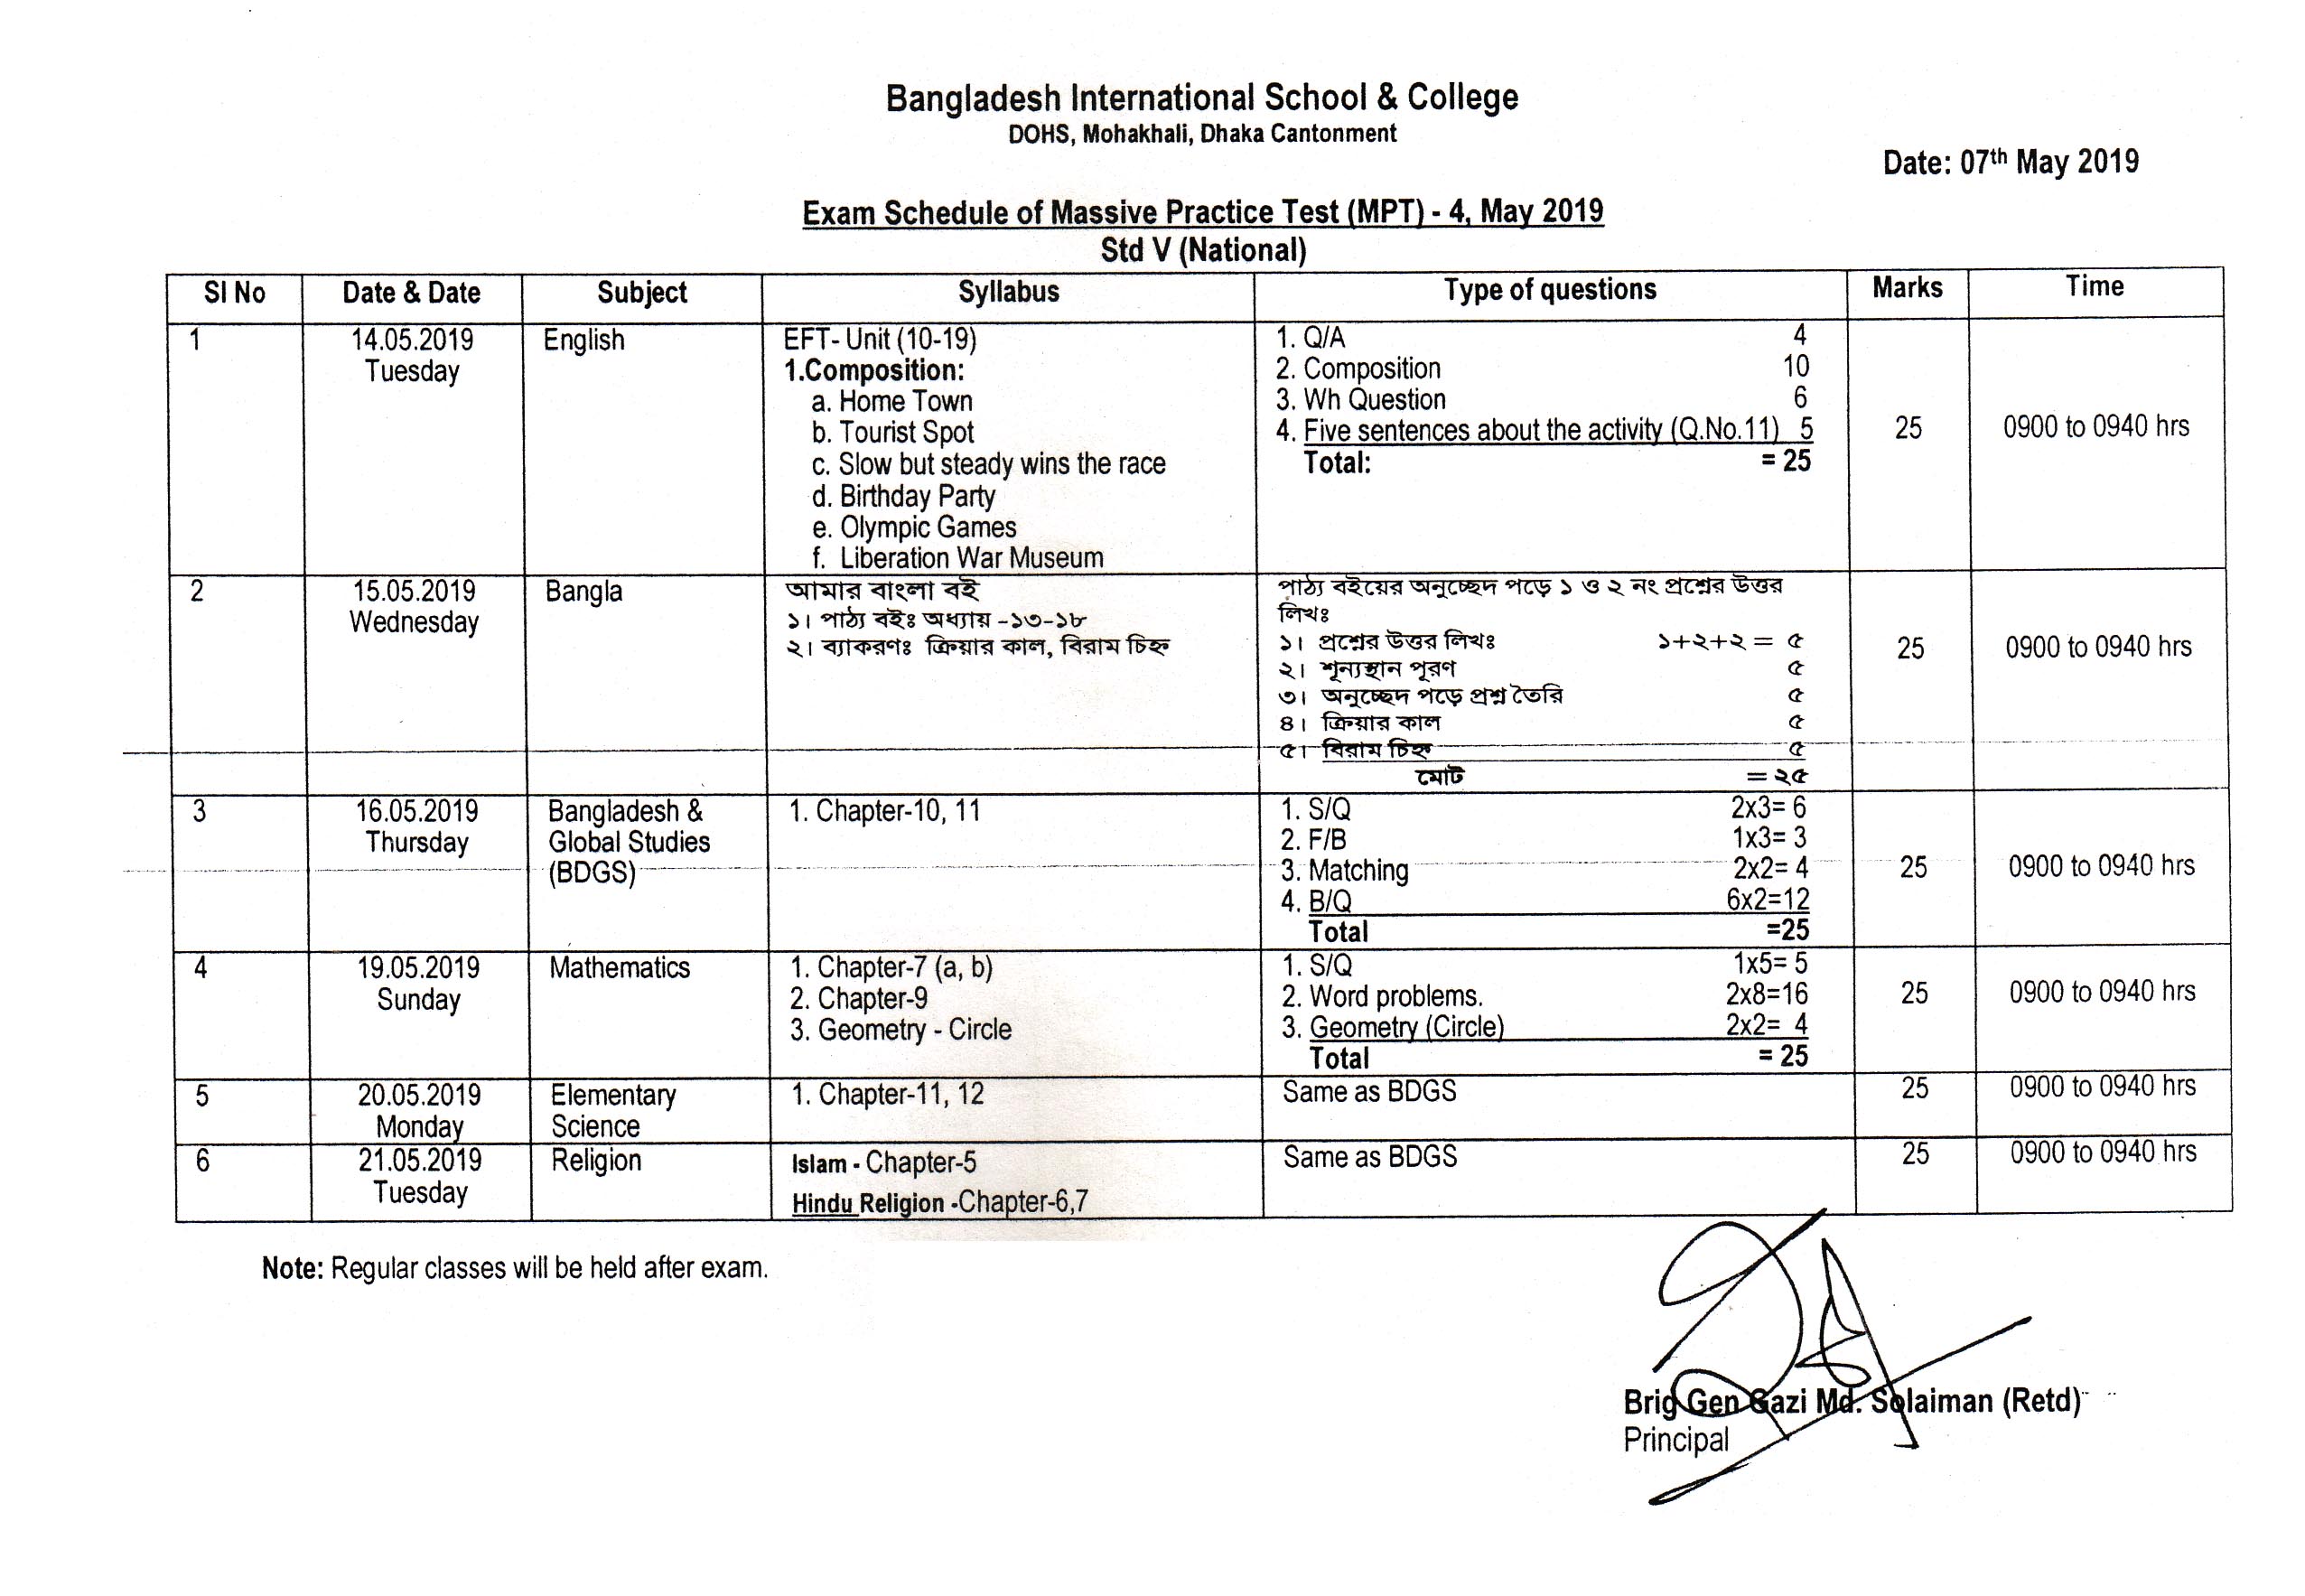 Bangladesh International School & College
DOHS, Mohakhali, Dhaka Cantonment
Date: 07th May 2019
Exam Schedule of Massive Practice Test (MPT) - 4, May 2019
Std V (National)
Sl No Date & Date Subject Syllabus Type of questions Marks Time
1 14.05.2019 English EFT- Unit (10-19) 1. Q/A 4
Tuesday 1.Composition: 2. Composition 10
a. Home Town 3. Wh Question 6
b. Tourist Spot 4. Five sentences about the activity (Q.No.11) 5 25 0900 to 0940 hrs
c. Slow but steady wins the race Total: = 25
d. Birthday Party
e. Olympic Games
f. Liberation War Museum
2 15.05.2019 Bangla আমার বাংলা বই পাঠ্য বইয়ের অনুচ্ছেদ পড়ে ১ ও ২ নং প্রশ্নের উত্তর
Wednesday ১। পাঠ্য বইঃ অধ্যায় -১৩-১৮ লিখঃ
২। ব্যাকরণঃ ক্রিয়ার কাল, বিরাম চিহ্ন ১। প্রশ্নের উত্তর লিখঃ ১+২+২ = ৫ 25 0900 to 0940 hrs
২। শূন্যস্থান পূরণ ৫
৩। অনুচ্ছেদ পড়ে প্রশ্ন তৈরি ৫
৪। ক্রিয়ার কাল ৫
৫। বিরাম চিহ্ন ৫
মোট = ২৫
3 16.05.2019 Bangladesh & 1. Chapter-10, 11 1. S/Q 2x3= 6
Thursday Global Studies 2. F/B 1x3= 3
(BDGS) 3. Matching 2x2= 4 25 0900 to 0940 hrs
4. B/Q 6x2=12
Total =25
4 19.05.2019 Mathematics 1. Chapter-7 (a, b) 1. S/Q 1x5= 5
Sunday 2. Chapter-9 2. Word problems. 2x8=16 25 0900 to 0940 hrs
3. Geometry - Circle 3. Geometry (Circle) 2x2= 4
Total = 25
5 20.05.2019 Elementary 1. Chapter-11, 12 Same as BDGS 25 0900 to 0940 hrs
Monday Science
6 21.05.2019 Religion Islam - Chapter-5 Same as BDGS 25 0900 to 0940 hrs
Tuesday Hindu Religion -Chapter-6,7
Note: Regular classes will be held after exam.
Brig Gen Gazi Md. Solaiman (Retd)
Principal